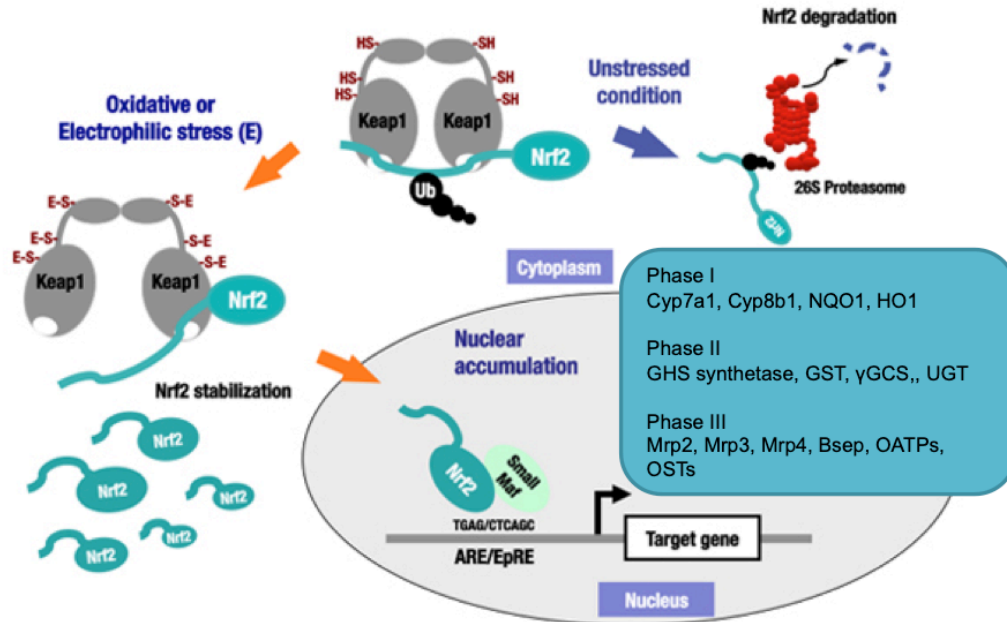 Nrf2 degradation
HS-
-SH
HS-
HS-
-SH
-SH
Keap1
Keap1
Nrf2
Ub
Unstressed
condition
26S Proteasome
Nrf2
Oxidative or
Electrophilic stress (E)
E-S-
-S-E
E-S-
E-S-
-S-E
-S-E
Keap1
Keap1
Nrf2
Nrf2 stabilization
Nrf2
Nrf2
Nrf2
Nrf2
Nrf2
Cytoplasm
Phase I
Cyp7a1, Cyp8b1, NQO1, HO1
Phase II
GHS synthetase, GST, γGCS,, UGT
Phase III
Mrp2, Mrp3, Mrp4, Bsep, OATPs,
OSTs
Nuclear
accumulation
Nrf2
Small
Maf
TGAG/CTCAGC
ARE/EpRE
Target gene
Nucleus